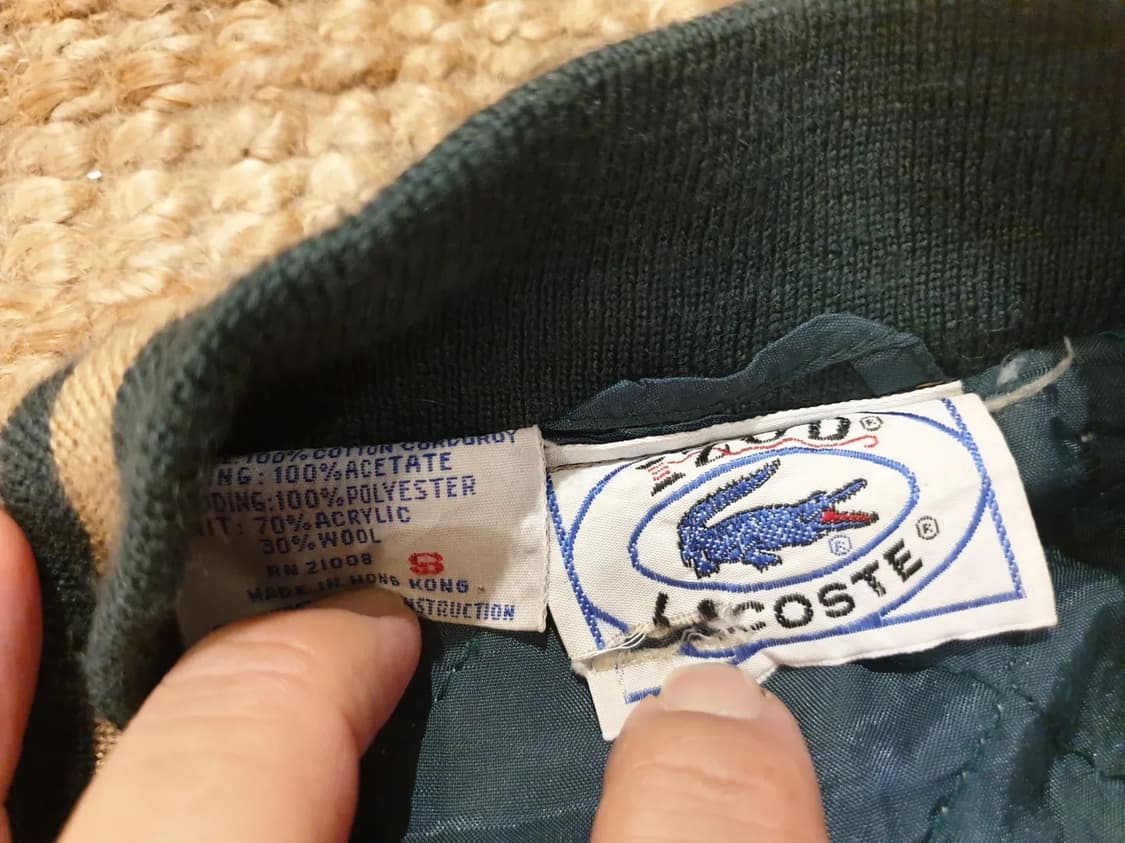 100% COTTON CORDUROY
NG: 100% ACETATE
DING: 100% POLYESTER
IT: 70% ACRYLIC
30% WOOL
RN 21008
S
MADE IN HONG KONG
NSTRUCTION
IZOD ®
®
LACOSTE ®